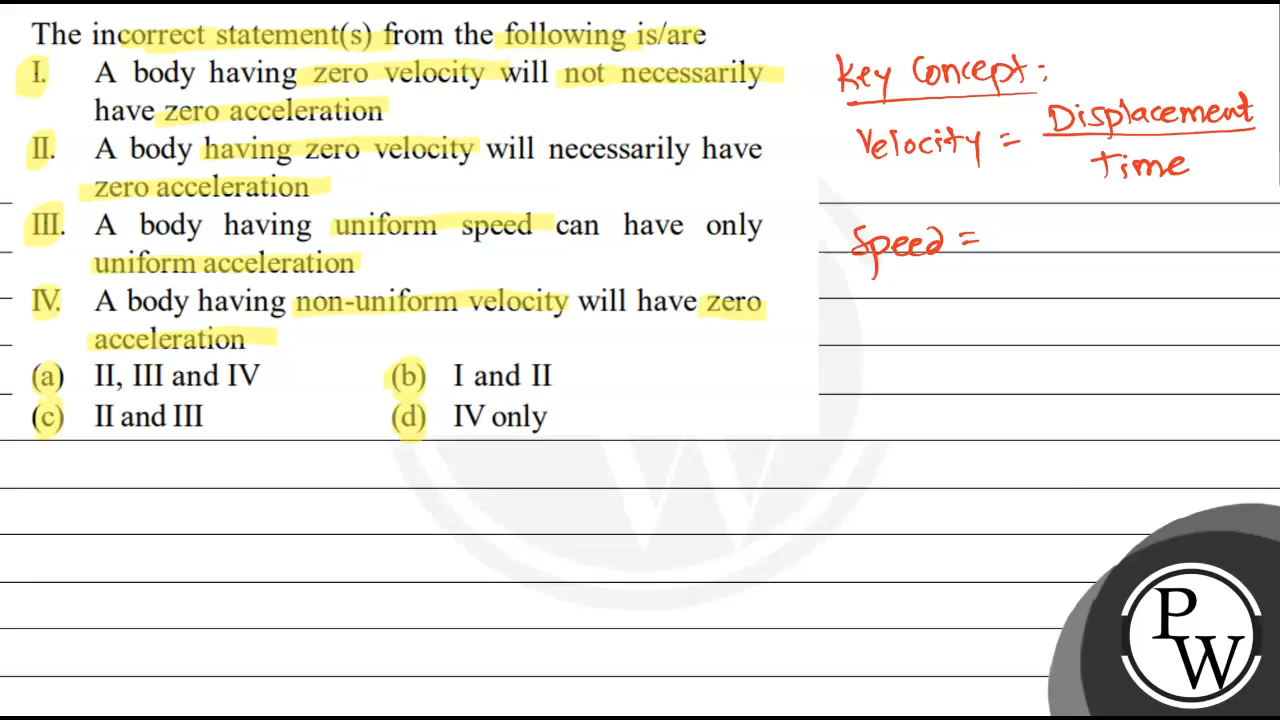 The incorrect statement(s) from the following is/are
I. A body having zero velocity will not necessarily
have zero acceleration
II. A body having zero velocity will necessarily have
zero acceleration
III. A body having uniform speed can have only
uniform acceleration
IV. A body having non-uniform velocity will have zero
acceleration
(a) II, III and IV (b) I and II
(c) II and III (d) IV only
Key Concept:
Velocity = Displacement
Time
Speed =
P
W